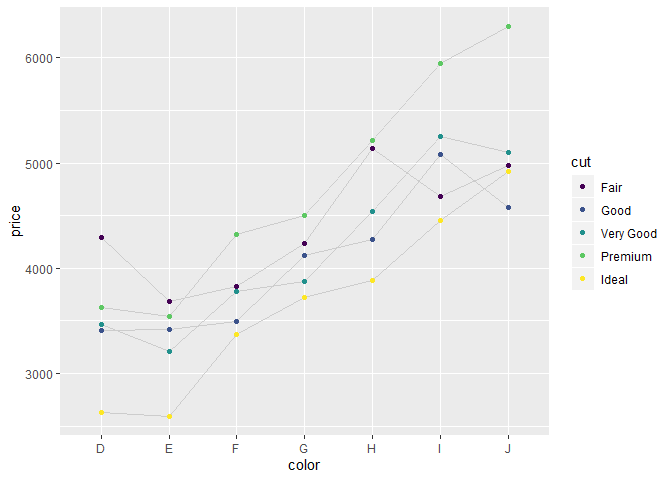 6000
5000
4000
3000
price
D E F G H I J
color
cut
Fair
Good
Very Good
Premium
Ideal